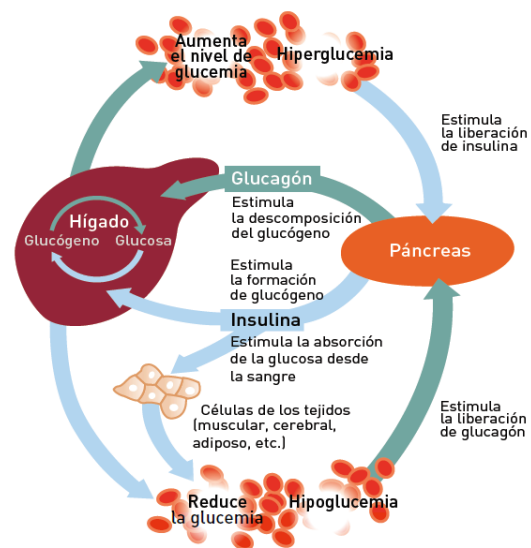 Aumenta
el nivel de
glucemia
Hiperglucemia
Estimula
la liberación
de insulina
Glucagón
Estimula
la descomposición
del glucógeno
Hígado
Glucógeno Glucosa
Páncreas
Estimula
la formación
de glucógeno
Insulina
Estimula la absorción
de la glucosa desde
la sangre
Células de los tejidos
(muscular, cerebral,
adiposo, etc.)
Estimula
la liberación
de glucagón
Reduce
la glucemia
Hipoglucemia